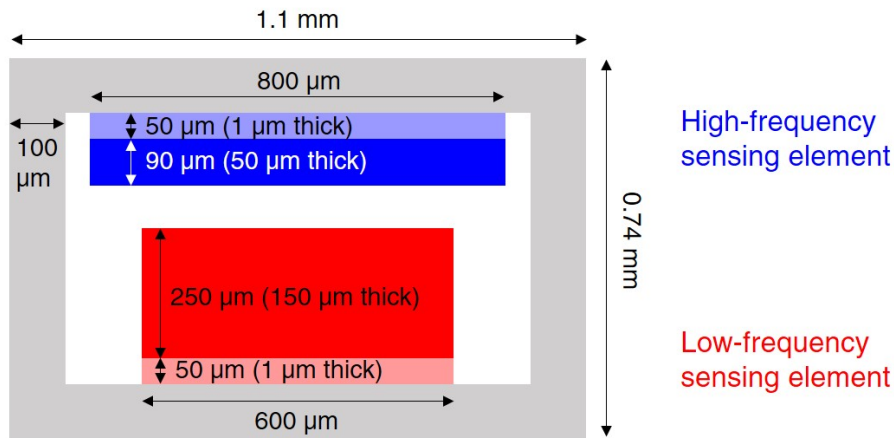 1.1 mm
800 µm
50 µm (1 µm thick)
100
µm
90 µm (50 µm thick)
High-frequency
sensing element
0.74 mm
250 µm (150 µm thick)
50 µm (1 µm thick)
Low-frequency
sensing element
600 µm